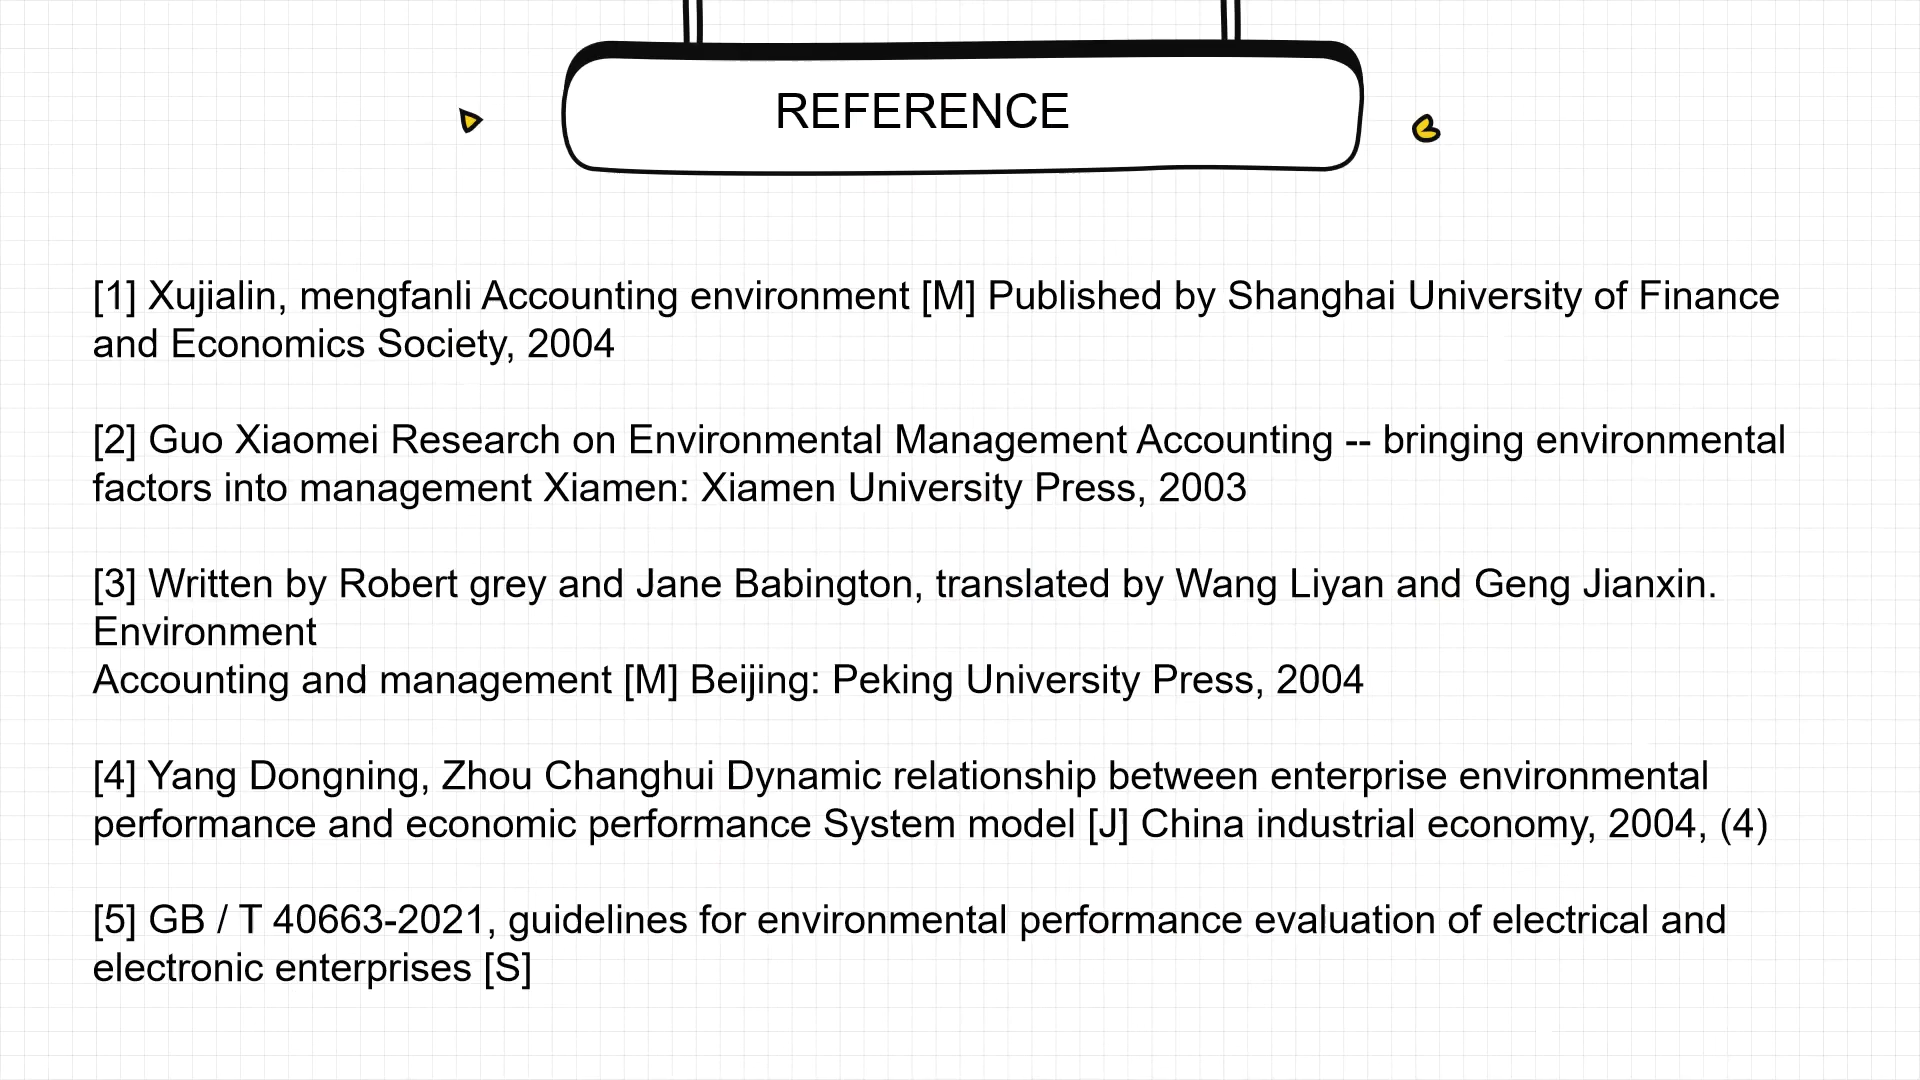 REFERENCE
[1] Xujialin, mengfanli Accounting environment [M] Published by Shanghai University of Finance
and Economics Society, 2004
[2] Guo Xiaomei Research on Environmental Management Accounting -- bringing environmental
factors into management Xiamen: Xiamen University Press, 2003
[3] Written by Robert grey and Jane Babington, translated by Wang Liyan and Geng Jianxin.
Environment
Accounting and management [M] Beijing: Peking University Press, 2004
[4] Yang Dongning, Zhou Changhui Dynamic relationship between enterprise environmental
performance and economic performance System model [J] China industrial economy, 2004, (4)
[5] GB / T 40663-2021, guidelines for environmental performance evaluation of electrical and
electronic enterprises [S]